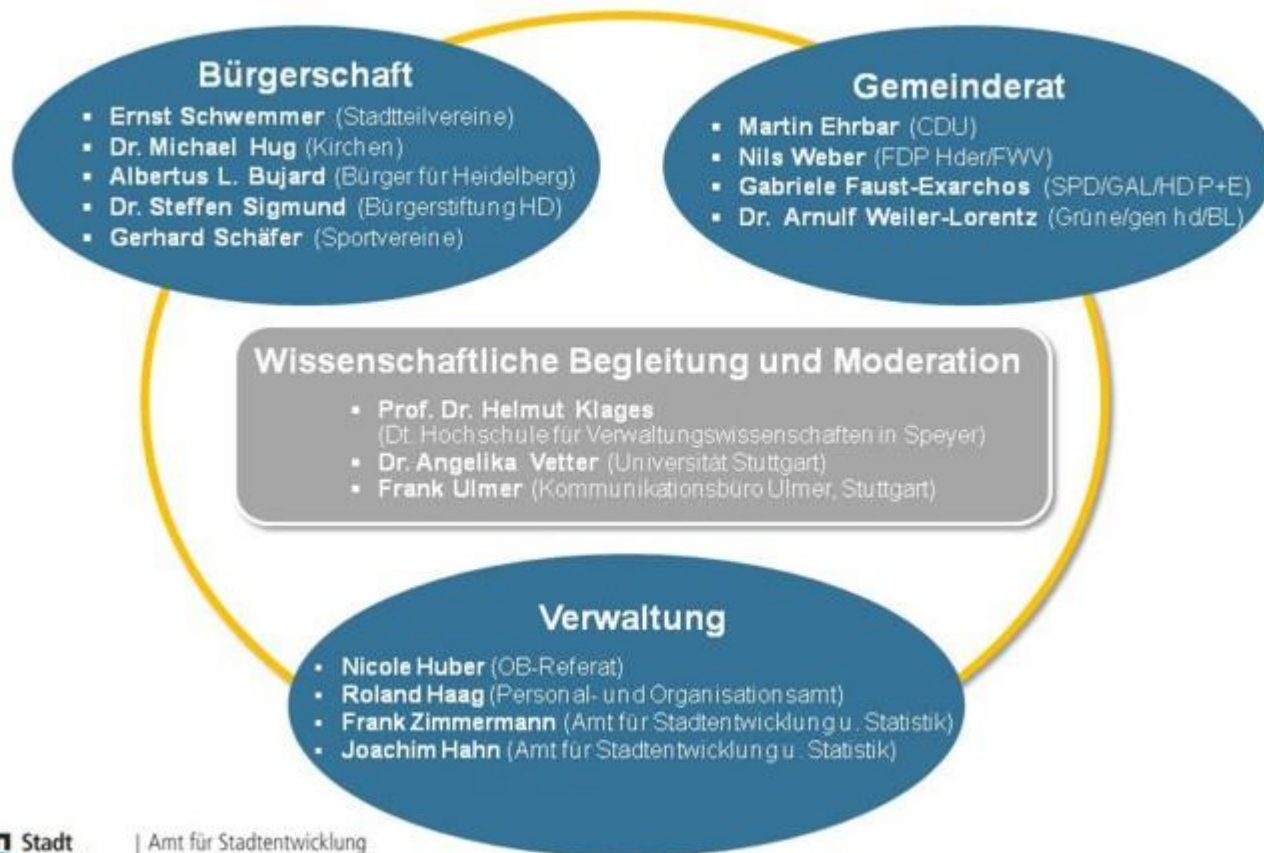 Bürgerschaft
▪ Ernst Schwemmer (Stadtteilvereine)
▪ Dr. Michael Hug (Kirchen)
▪ Albertus L. Bujard (Bürger für Heidelberg)
▪ Dr. Steffen Sigmund (Bürgerstiftung HD)
▪ Gerhard Schäfer (Sportvereine)
Gemeinderat
▪ Martin Ehrbar (CDU)
▪ Nils Weber (FDP Hder/FWV)
▪ Gabriele Faust-Exarchos (SPD/GAL/HD P+E)
▪ Dr. Arnulf Weiler-Lorentz (Grüne/gen hd/BL)
Wissenschaftliche Begleitung und Moderation
▪ Prof. Dr. Helmut Klages
(Dt. Hochschule für Verwaltungswissenschaften in Speyer)
▪ Dr. Angelika Vetter (Universität Stuttgart)
▪ Frank Ulmer (Kommunikationsbüro Ulmer, Stuttgart)
Verwaltung
▪ Nicole Huber (OB-Referat)
▪ Roland Haag (Personal- und Organisationsamt)
▪ Frank Zimmermann (Amt für Stadtentwicklung u. Statistik)
▪ Joachim Hahn (Amt für Stadtentwicklung u. Statistik)
Stadt | Amt für Stadtentwicklung